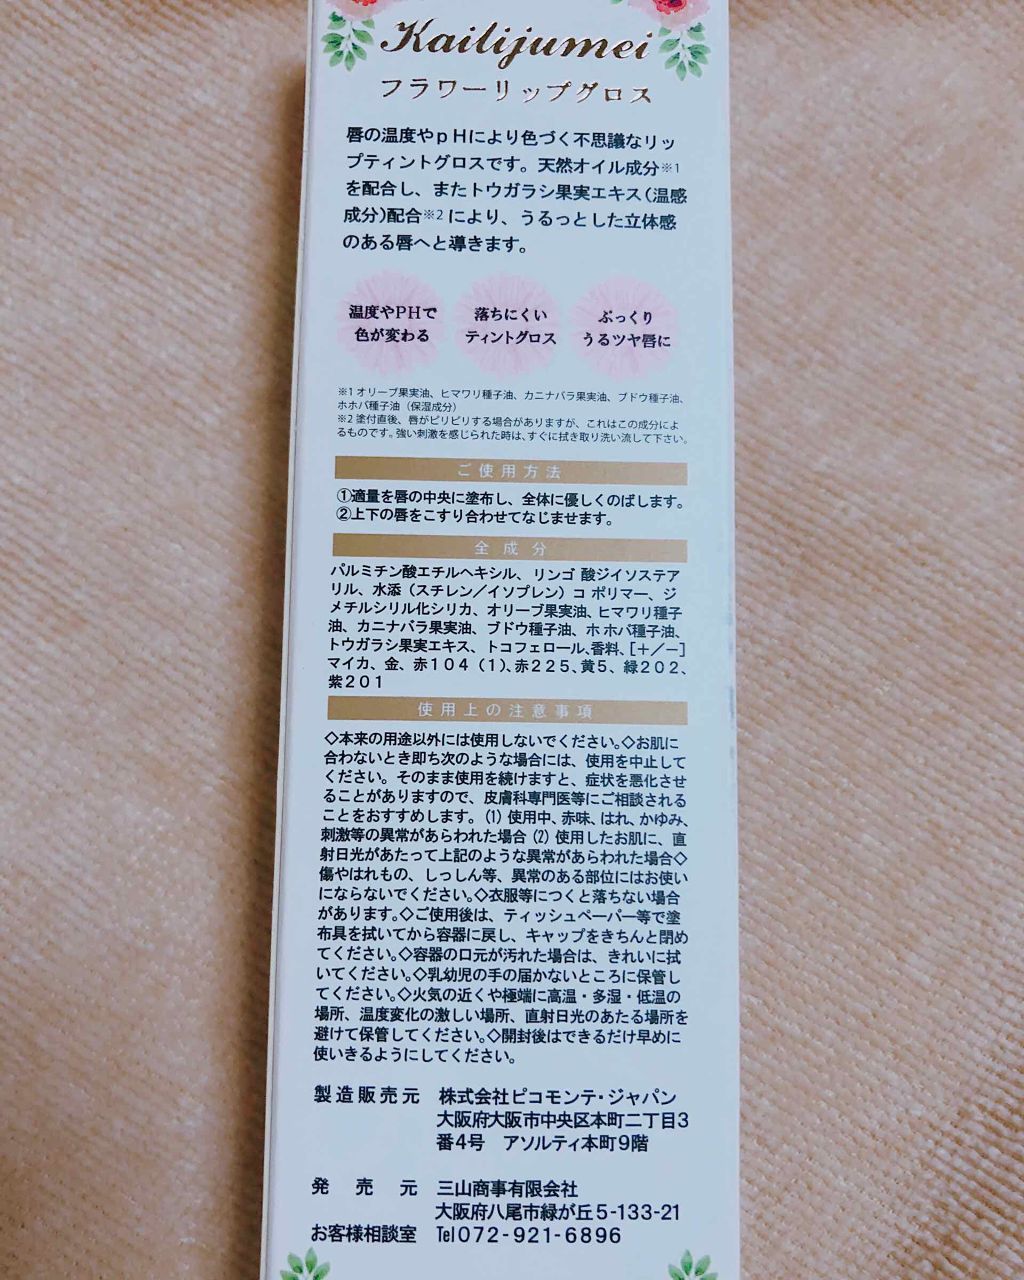 Kailijumei
フラワーリップグロス
唇の温度やpHにより色づく不思議なリッ
プティントグロスです。天然オイル成分※1
を配合し、またトウガラシ果実エキス(温感
成分)配合※2により、うるっとした立体感
のある唇へと導きます。
温度やPHで
色が変わる
落ちにくい
ティントグロス
ぷっくり
うるツヤ唇に
※1 オリーブ果実油、ヒマワリ種子油、カニナバラ果実油、ブドウ種子油、
ホホバ種子油（保湿成分）
※2 塗付直後、唇がピリピリする場合がありますが、これはこの成分によ
るものです。強い刺激を感じられた時は、すぐに拭き取り洗い流して下さい。
ご使用方法
①適量を唇の中央に塗布し、全体に優しくのばします。
②上下の唇をこすり合わせてなじませます。
全成分
パルミチン酸エチルヘキシル、リンゴ 酸ジイソステア
リル、水添（スチレン／イソプレン）コ ポリマー、ジ
メチルシリル化シリカ、オリーブ果実油、ヒマワリ種子
油、カニナバラ果実油、ブドウ種子油、ホ ホバ種子油、
トウガラシ果実エキス、トコフェロール、香料、[＋／－]
マイカ、金、赤１０４（１）、赤２２５、黄５、緑２０２、
紫２０１
使用上の注意事項
◇本来の用途以外には使用しないでください。◇お肌に
合わないとき即ち次のような場合には、使用を中止して
ください。そのまま使用を続けますと、症状を悪化させ
ることがありますので、皮膚科専門医等にご相談される
ことをおすすめします。(1) 使用中、赤味、はれ、かゆみ、
刺激等の異常があらわれた場合 (2) 使用したお肌に、直
射日光があたって上記のような異常があらわれた場合◇
傷やはれもの、しっしん等、異常のある部位にはお使い
にならないでください。◇衣服等につくと落ちない場合
があります。◇ご使用後は、ティッシュペーパー等で塗
布具を拭いてから容器に戻し、キャップをきちんと閉め
てください。◇容器の口元が汚れた場合は、きれいに拭
いてください。◇乳幼児の手の届かないところに保管し
てください。◇火気の近くや極端に高温・多湿・低温の
場所、温度変化の激しい場所、直射日光のあたる場所を
避けて保管してください。◇開封後はできるだけ早めに
使いきるようにしてください。
製造販売元 株式会社ピコモンテ・ジャパン
大阪府大阪市中央区本町二丁目3
番4号 アソルティ本町9階
発売元 三山商事有限会社
大阪府八尾市緑が丘5-133-21
お客様相談室 Tel 072-921-6896